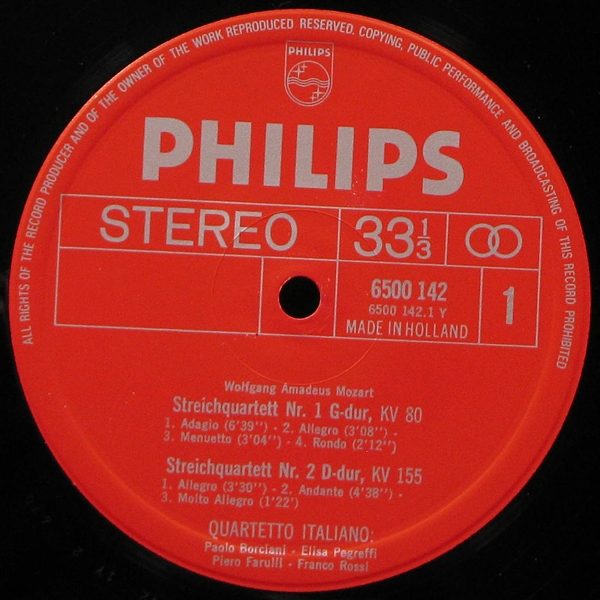 ALL RIGHTS OF THE RECORD PRODUCER AND OF THE OWNER OF THE WORK REPRODUCED RESERVED. COPYING, PUBLIC PERFORMANCE AND BROADCASTING OF THIS RECORD PROHIBITED
PHILIPS
PHILIPS
STEREO 33 1/3
6500 142 1
6500 142.1 Y
MADE IN HOLLAND
Wolfgang Amadeus Mozart
Streichquartett Nr. 1 G-dur, KV 80
1. Adagio (6'39'') - 2. Allegro (3'08'') -
3. Menuetto (3'04'') - 4. Rondo (2'12'')
Streichquartett Nr. 2 D-dur, KV 155
1. Allegro (3'30'') - 2. Andante (4'38'') -
3. Molto Allegro (1'22')
QUARTETTO ITALIANO:
Paolo Borciani - Elisa Pegreffi
Piero Farulli - Franco Rossi